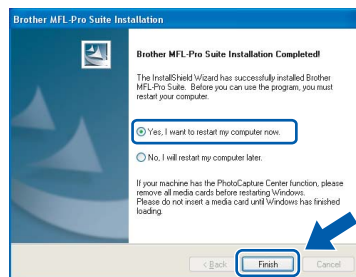 Brother MFL-Pro Suite Installation
Brother MFL-Pro Suite Installation Completed!
The InstallShield Wizard has successfully installed Brother
MFL-Pro Suite. Before you can use the program, you must
restart your computer.
Yes, I want to restart my computer now.
No, I will restart my computer later.
If your machine has the PhotoCapture Center function, please
remove all media cards before restarting Windows.
Please do not insert a media card until Windows has finished
loading.
< Back Finish Cancel